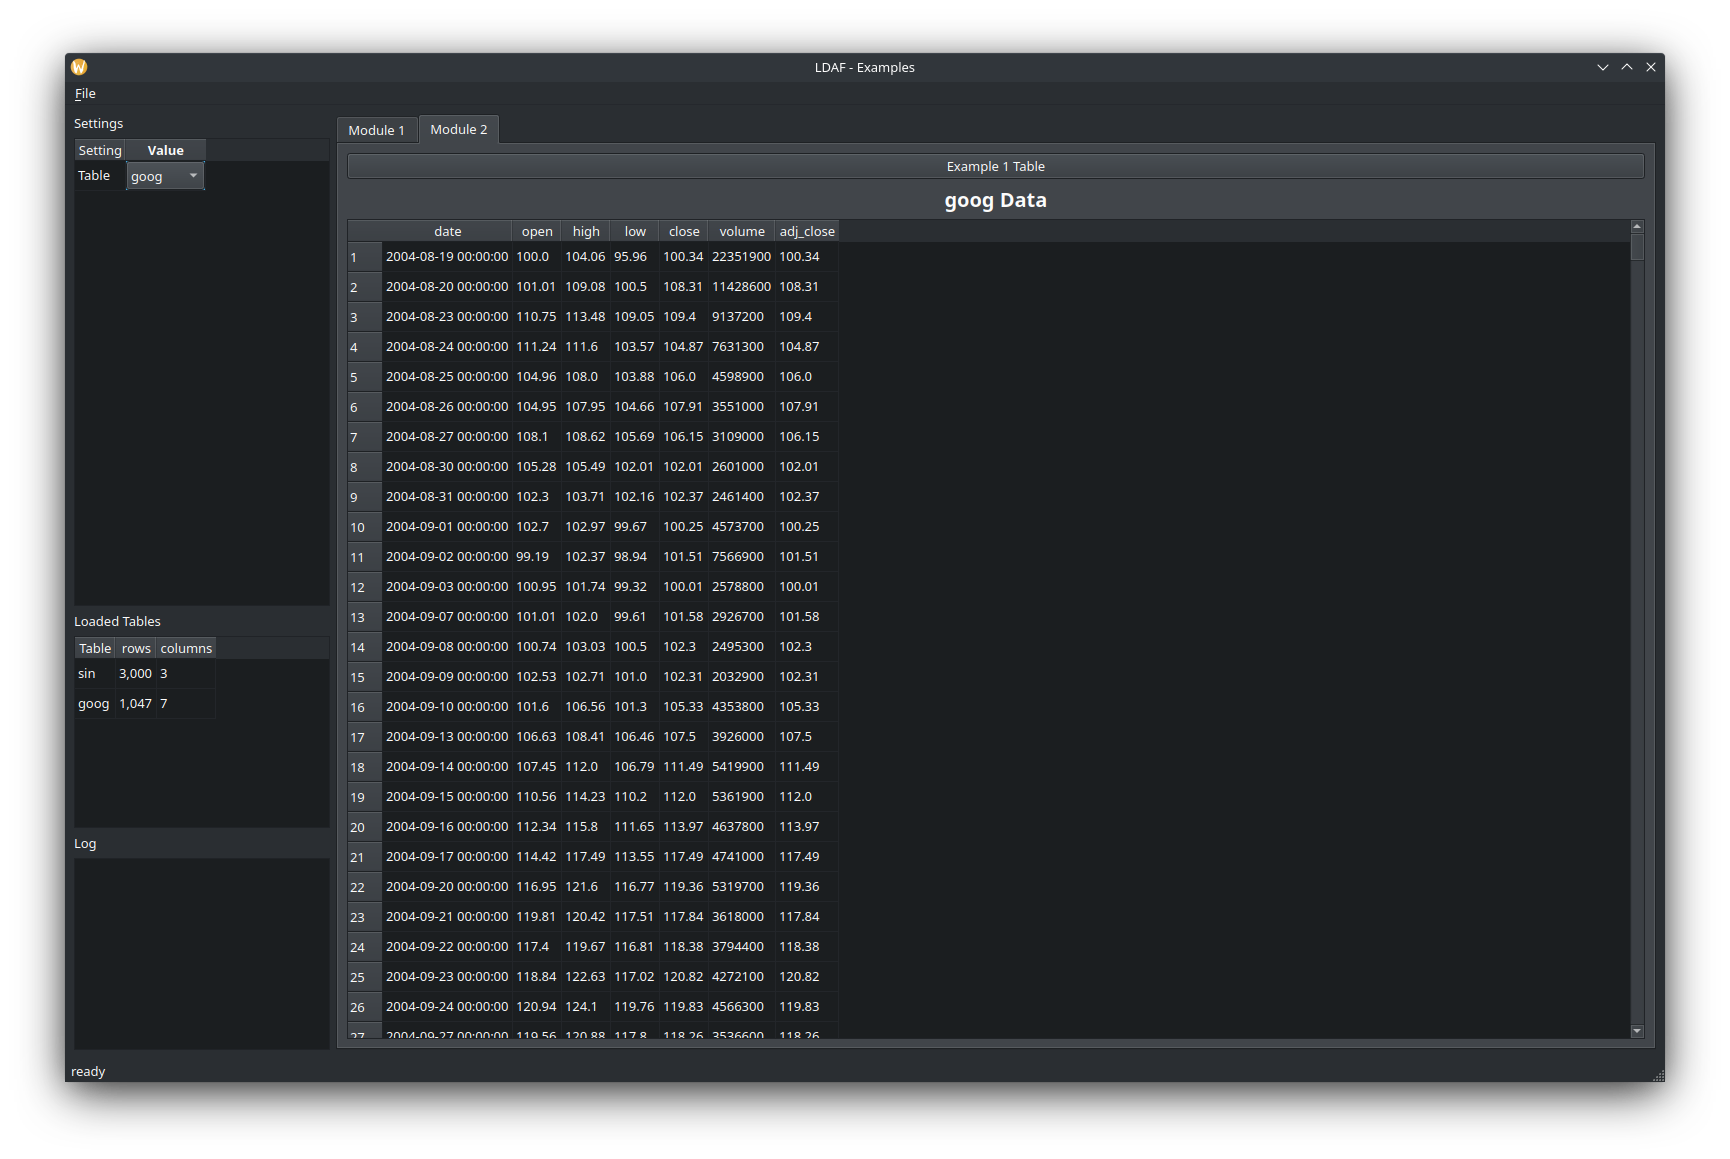 LDAF - Examples
File
Settings
Setting Value
Table goog
Loaded Tables
Table rows columns
sin 3,000 3
goog 1,047 7
Log
Module 1 Module 2
Example 1 Table
goog Data
date open high low close volume adj_close
1 2004-08-19 00:00:00 100.0 104.06 95.96 100.34 22351900 100.34
2 2004-08-20 00:00:00 101.01 109.08 100.5 108.31 11428600 108.31
3 2004-08-23 00:00:00 110.75 113.48 109.05 109.4 9137200 109.4
4 2004-08-24 00:00:00 111.24 111.6 103.57 104.87 7631300 104.87
5 2004-08-25 00:00:00 104.96 108.0 103.88 106.0 4598900 106.0
6 2004-08-26 00:00:00 104.95 107.95 104.66 107.91 3551000 107.91
7 2004-08-27 00:00:00 108.1 108.62 105.69 106.15 3109000 106.15
8 2004-08-30 00:00:00 105.28 105.49 102.01 102.01 2601000 102.01
9 2004-08-31 00:00:00 102.3 103.71 102.16 102.37 2461400 102.37
10 2004-09-01 00:00:00 102.7 102.97 99.67 100.25 4573700 100.25
11 2004-09-02 00:00:00 99.19 102.37 98.94 101.51 7566900 101.51
12 2004-09-03 00:00:00 100.95 101.74 99.32 100.01 2578800 100.01
13 2004-09-07 00:00:00 101.01 102.0 99.61 101.58 2926700 101.58
14 2004-09-08 00:00:00 100.74 103.03 100.5 102.3 2495300 102.3
15 2004-09-09 00:00:00 102.53 102.71 101.0 102.31 2032900 102.31
16 2004-09-10 00:00:00 101.6 106.56 101.3 105.33 4353800 105.33
17 2004-09-13 00:00:00 106.63 108.41 106.46 107.5 3926000 107.5
18 2004-09-14 00:00:00 107.45 112.0 106.79 111.49 5419900 111.49
19 2004-09-15 00:00:00 110.56 114.23 110.2 112.0 5361900 112.0
20 2004-09-16 00:00:00 112.34 115.8 111.65 113.97 4637800 113.97
21 2004-09-17 00:00:00 114.42 117.49 113.55 117.49 4741000 117.49
22 2004-09-20 00:00:00 116.95 121.6 116.77 119.36 5319700 119.36
23 2004-09-21 00:00:00 119.81 120.42 117.51 117.84 3618000 117.84
24 2004-09-22 00:00:00 117.4 119.67 116.81 118.38 3794400 118.38
25 2004-09-23 00:00:00 118.84 122.63 117.02 120.82 4272100 120.82
26 2004-09-24 00:00:00 120.94 124.1 119.76 119.83 4566300 119.83
27 2004-09-27 00:00:00 119.56 120.88 117.8 118.26 3536600 118.26
ready